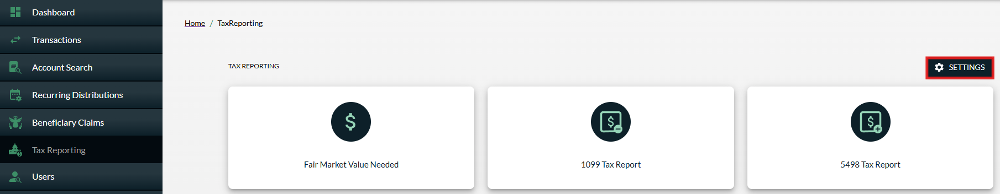 Dashboard
Transactions
Account Search
Recurring Distributions
Beneficiary Claims
Tax Reporting
Users
Home / TaxReporting
TAX REPORTING
SETTINGS
$
Fair Market Value Needed
$
1099 Tax Report
$
5498 Tax Report